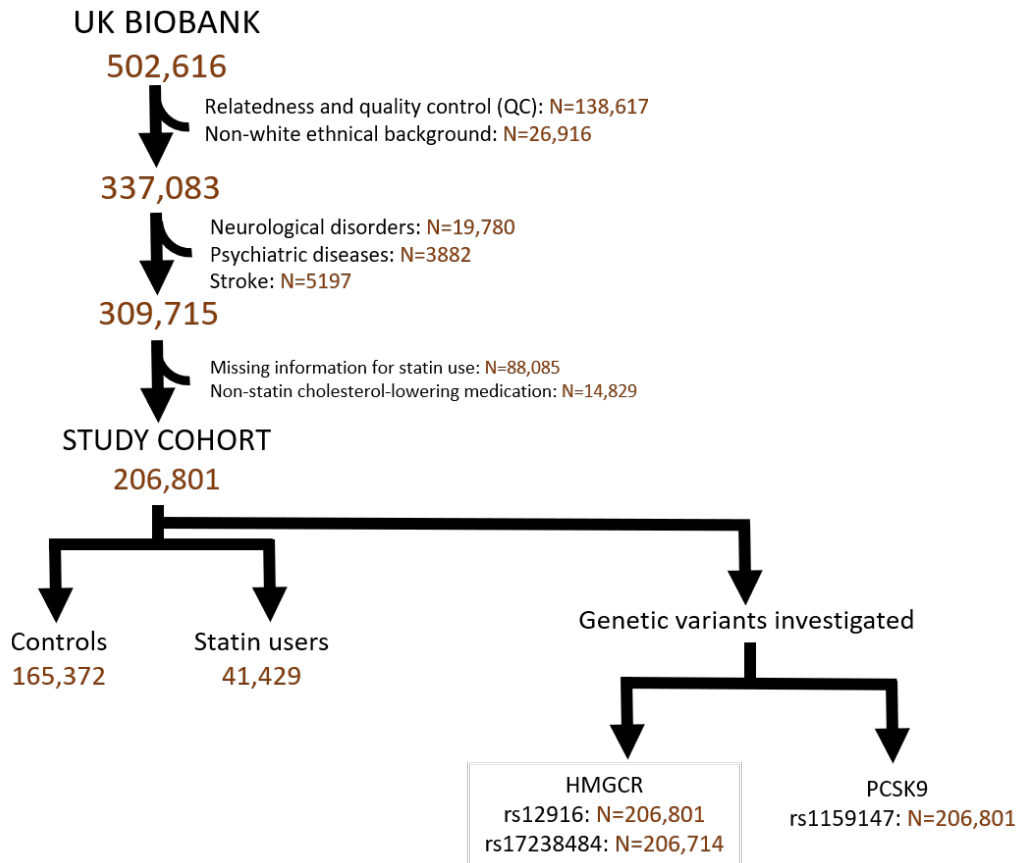 UK BIOBANK
502,616
Relatedness and quality control (QC): N=138,617
Non-white ethnical background: N=26,916
337,083
Neurological disorders: N=19,780
Psychiatric diseases: N=3882
Stroke: N=5197
309,715
Missing information for statin use: N=88,085
Non-statin cholesterol-lowering medication: N=14,829
STUDY COHORT
206,801
Controls
165,372
Statin users
41,429
Genetic variants investigated
HMGCR
rs12916: N=206,801
rs17238484: N=206,714
PCSK9
rs1159147: N=206,801